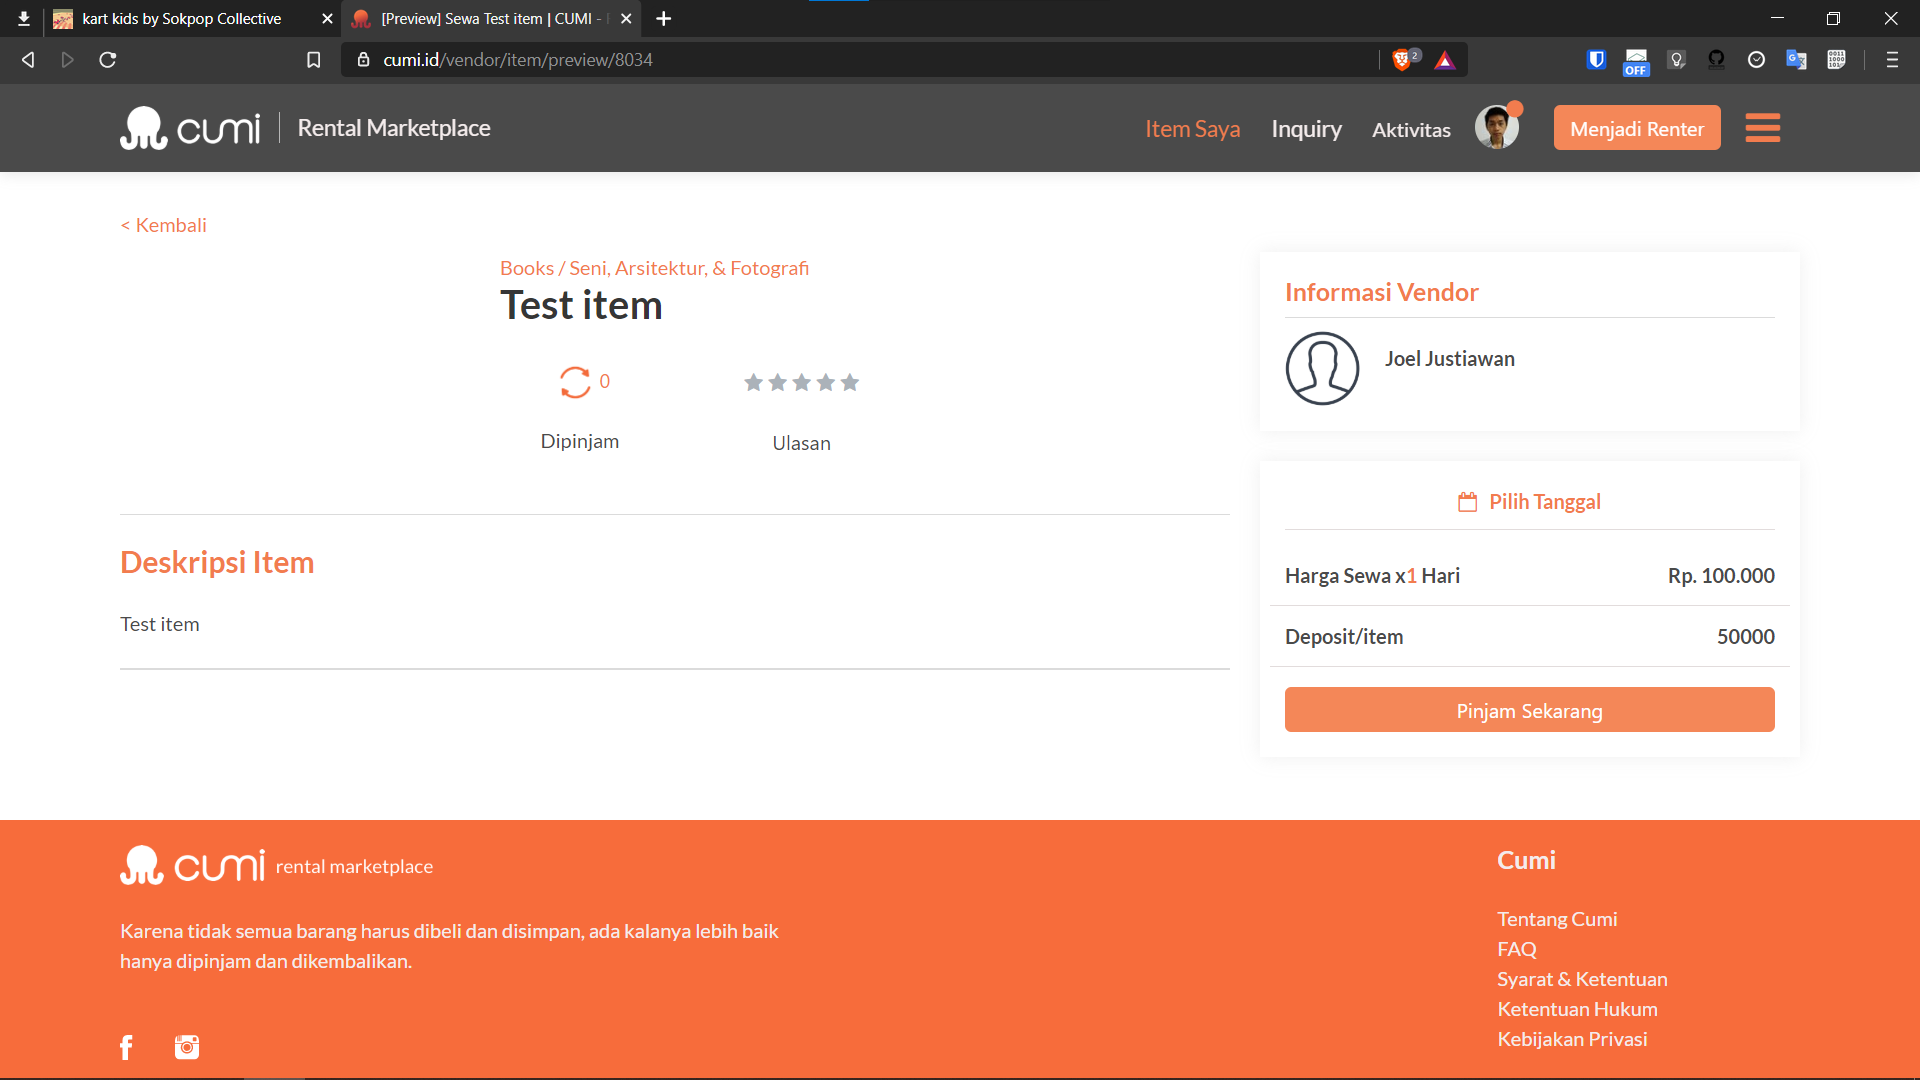 kart kids by Sokpop Collective
[Preview] Sewa Test item | CUMI -
cumi.id/vendor/item/preview/8034
2
OFF
cumi
Rental Marketplace
Item Saya
Inquiry
Aktivitas
Menjadi Renter
< Kembali
Books / Seni, Arsitektur, & Fotografi
Test item
0
Dipinjam
Ulasan
Deskripsi Item
Test item
Informasi Vendor
Joel Justiawan
Pilih Tanggal
Harga Sewa x1 Hari Rp. 100.000
Deposit/item 50000
Pinjam Sekarang
cumi rental marketplace
Karena tidak semua barang harus dibeli dan disimpan, ada kalanya lebih baik
hanya dipinjam dan dikembalikan.
Cumi
Tentang Cumi
FAQ
Syarat & Ketentuan
Ketentuan Hukum
Kebijakan Privasi